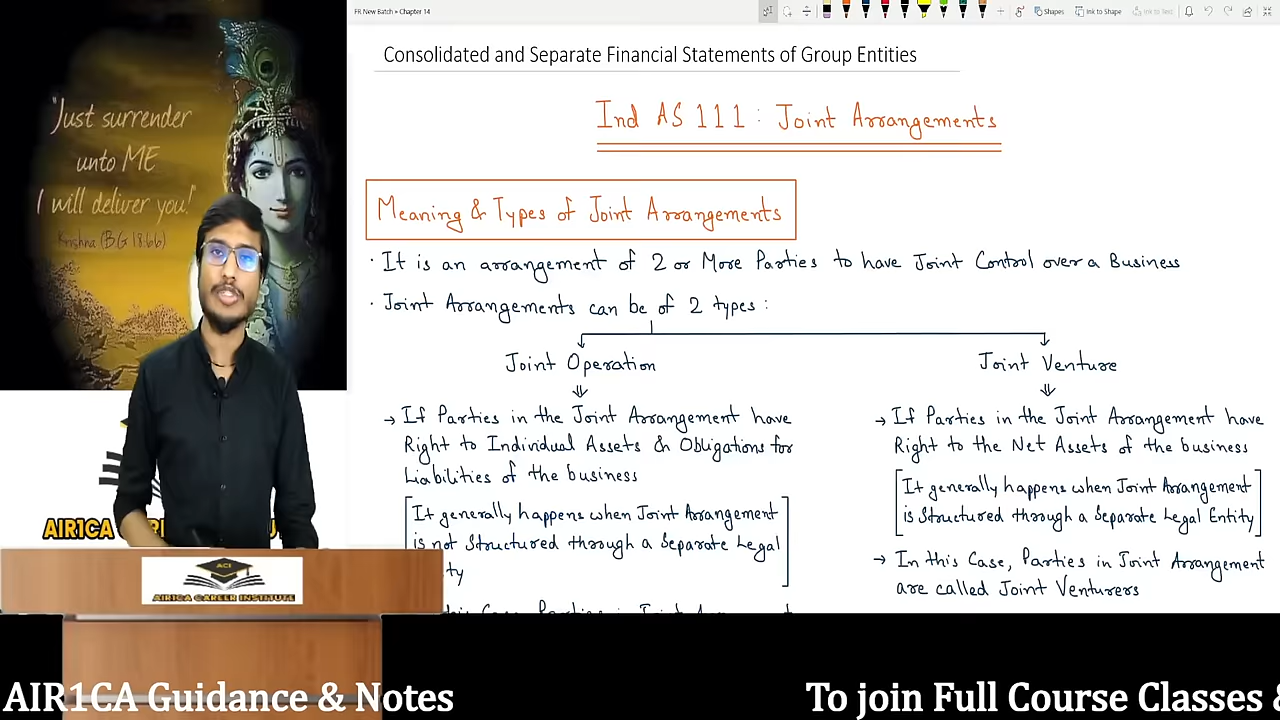 FR New Batch » Chapter 14
Shapes
Ink to Shape
Ink to Text
Consolidated and Separate Financial Statements of Group Entities
"Just surrender
unto ME
I will deliver you!"
Krishna (BG 18:66)
Ind AS 111 : Joint Arrangements
Meaning & Types of Joint Arrangements
· It is an arrangement of 2 or More Parties to have Joint Control over a Business
· Joint Arrangements can be of 2 types :
Joint Operation
→ If Parties in the Joint Arrangement have
Right to Individual Assets & Obligations for
Liabilities of the business
[It generally happens when Joint Arrangement
is not Structured through a Separate Legal
ty]
Joint Venture
→ If Parties in the Joint Arrangement have
Right to the Net Assets of the business
[It generally happens when Joint Arrangement
is Structured through a Separate Legal Entity]
→ In this Case, Parties in Joint Arrangement
are called Joint Venturers
AIR1CA
ACI
AIR1CA CAREER INSTITUTE
AIR1CA Guidance & Notes
To join Full Course Classes &